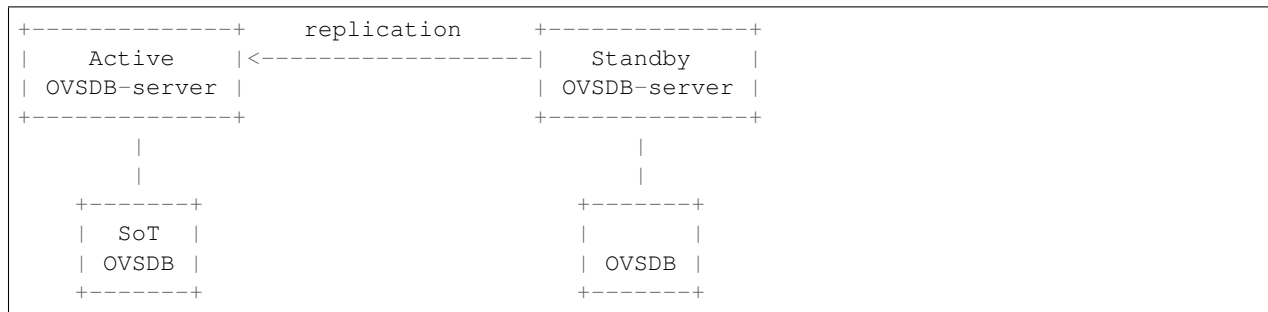 +--------------+    replication     +--------------+
|    Active    |<-------------------|   Standby    |
| OVSDB-server |                    | OVSDB-server |
+--------------+                    +--------------+
        |                                  |
        |                                  |
    +-------+                          +-------+
    |  SoT  |                          |       |
    | OVSDB |                          | OVSDB |
    +-------+                          +-------+